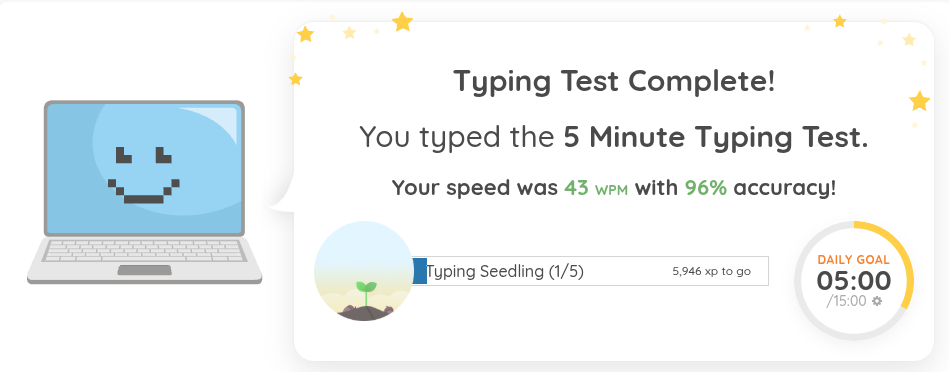 Typing Test Complete!
You typed the 5 Minute Typing Test.
Your speed was 43 WPM with 96% accuracy!
Typing Seedling (1/5)
5,946 xp to go
DAILY GOAL
05:00
/15:00